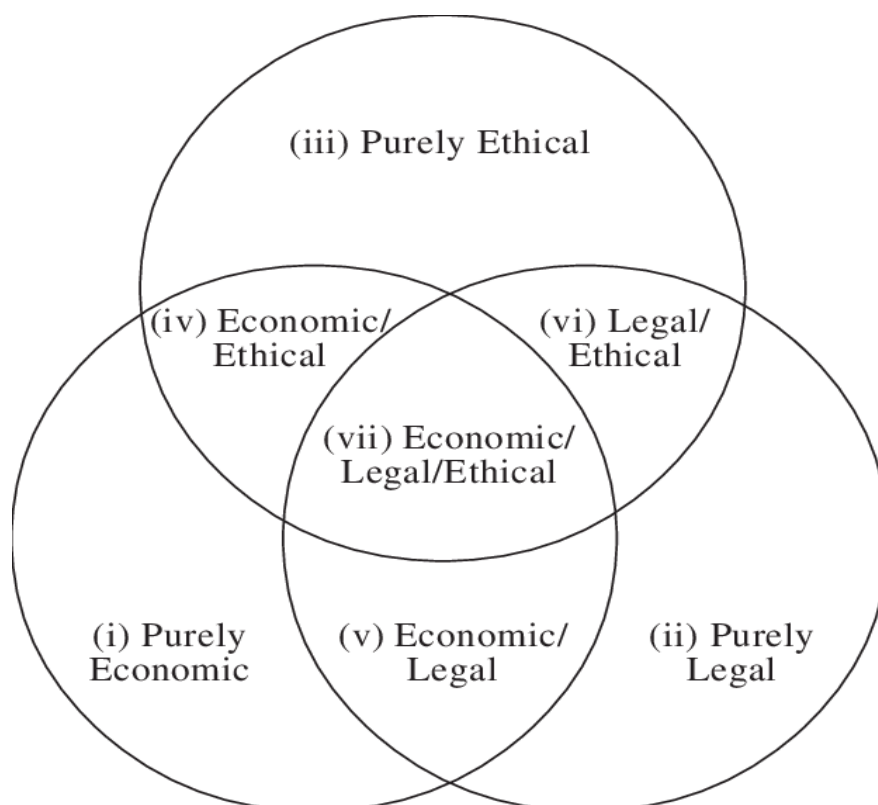 (iii) Purely Ethical
(iv) Economic/
Ethical
(vi) Legal/
Ethical
(vii) Economic/
Legal/Ethical
(i) Purely
Economic
(v) Economic/
Legal
(ii) Purely
Legal